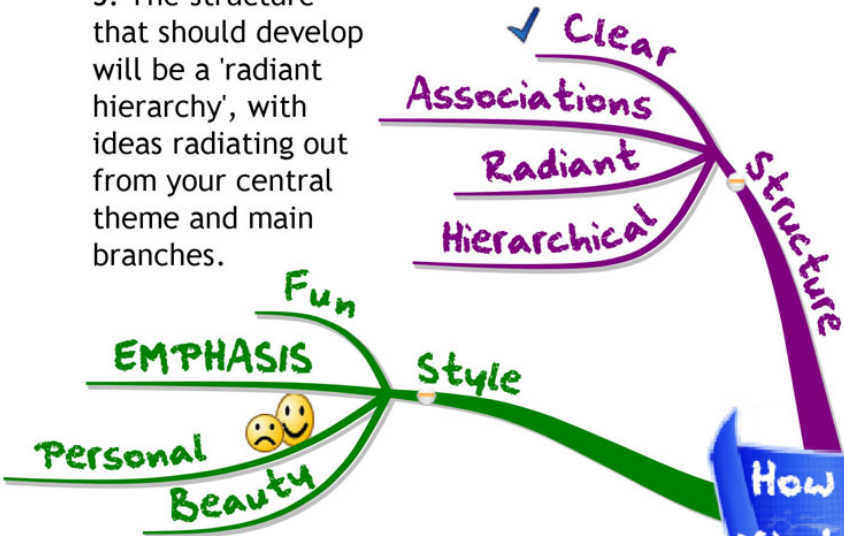 that should develop
will be a 'radiant
hierarchy', with
ideas radiating out
from your central
theme and main
branches.
Clear
Associations
Radiant
Hierarchical
Structure
Fun
EMPHASIS
Personal
Beauty
Style
How